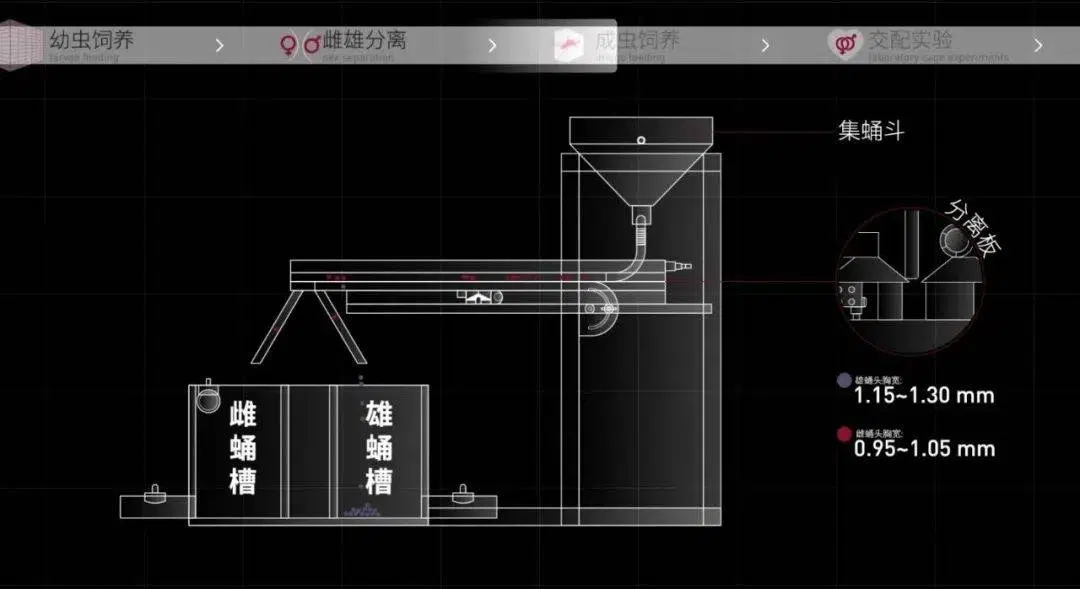 幼虫饲养
larvae feeding
雌雄分离
sex separation
成虫饲养
feeding
交配实验
laboratory cage experiments
集蛹斗
分离板
雄蛹头胸宽:
1.15~1.30 mm
雌蛹头胸宽:
0.95~1.05 mm
雌蛹槽
雄蛹槽